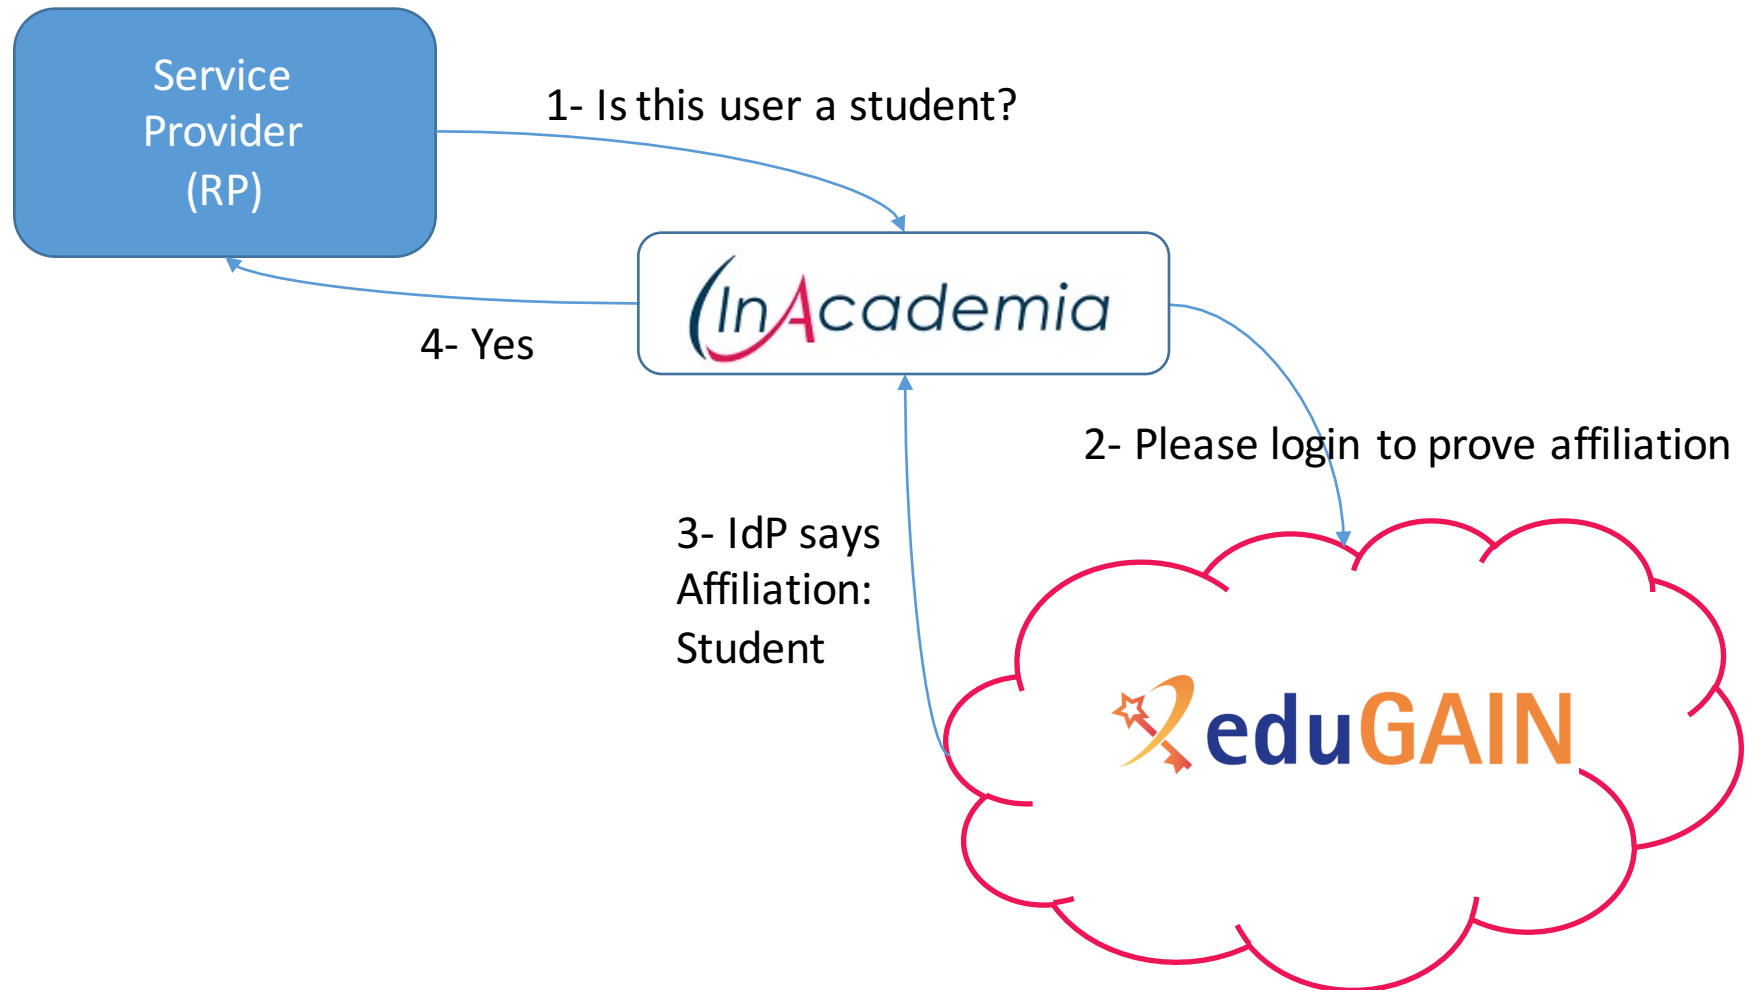 Service
Provider
(RP)
1- Is this user a student?
InAcademia
4- Yes
2- Please login to prove affiliation
3- IdP says
Affiliation:
Student
eduGAIN